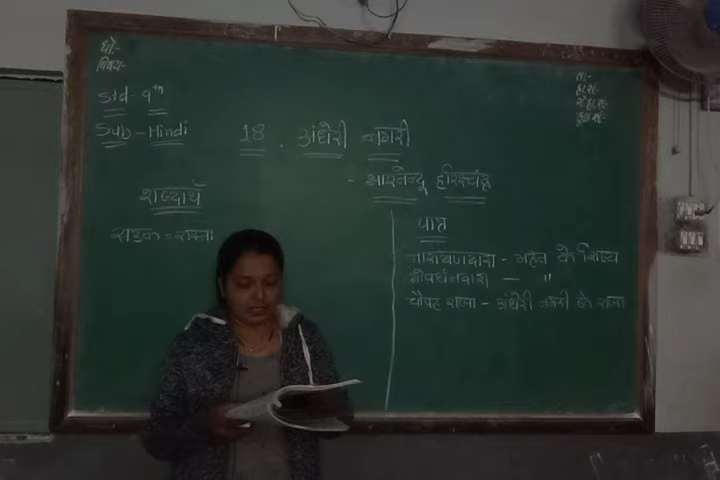 Std - 9th
Sub - Hindi
18. अंधेरी नगरी
- भारतेन्दू हरिश्चंद्र
शब्दार्थ
सड़क = रास्ता
पात्र
नारायणदास - महंत के शिष्य
गोवर्धनदास — "
चौपट राजा - अंधेरी नगरी के राजा